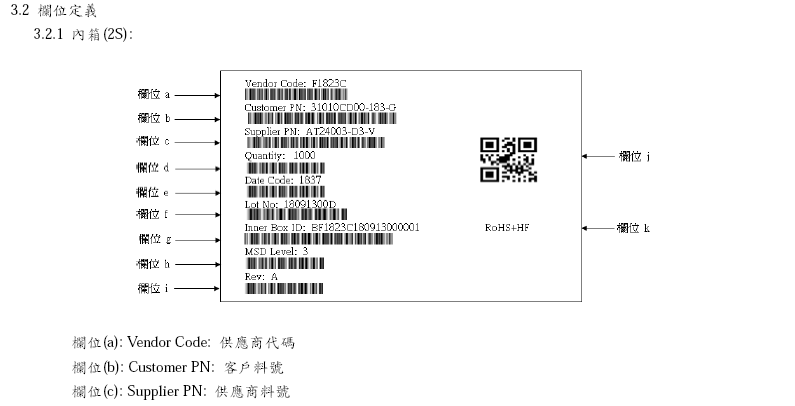 3.2 欄位定義
3.2.1 內箱(2S):
欄位 a
Vendor Code: F1823C
欄位 b
Customer PN: 31010CD00-183-G
欄位 c
Supplier PN: AT24003-D3-V
欄位 d
Quantity: 1000
欄位 e
Date Code: 1837
欄位 f
Lot No: 18091300D
欄位 g
Inner Box ID: BF1823C180913000001
欄位 h
MSD Level: 3
欄位 i
Rev: A
欄位 j
RoHS+HF
欄位 k
欄位(a): Vendor Code: 供應商代碼
欄位(b): Customer PN: 客戶料號
欄位(c): Supplier PN: 供應商料號